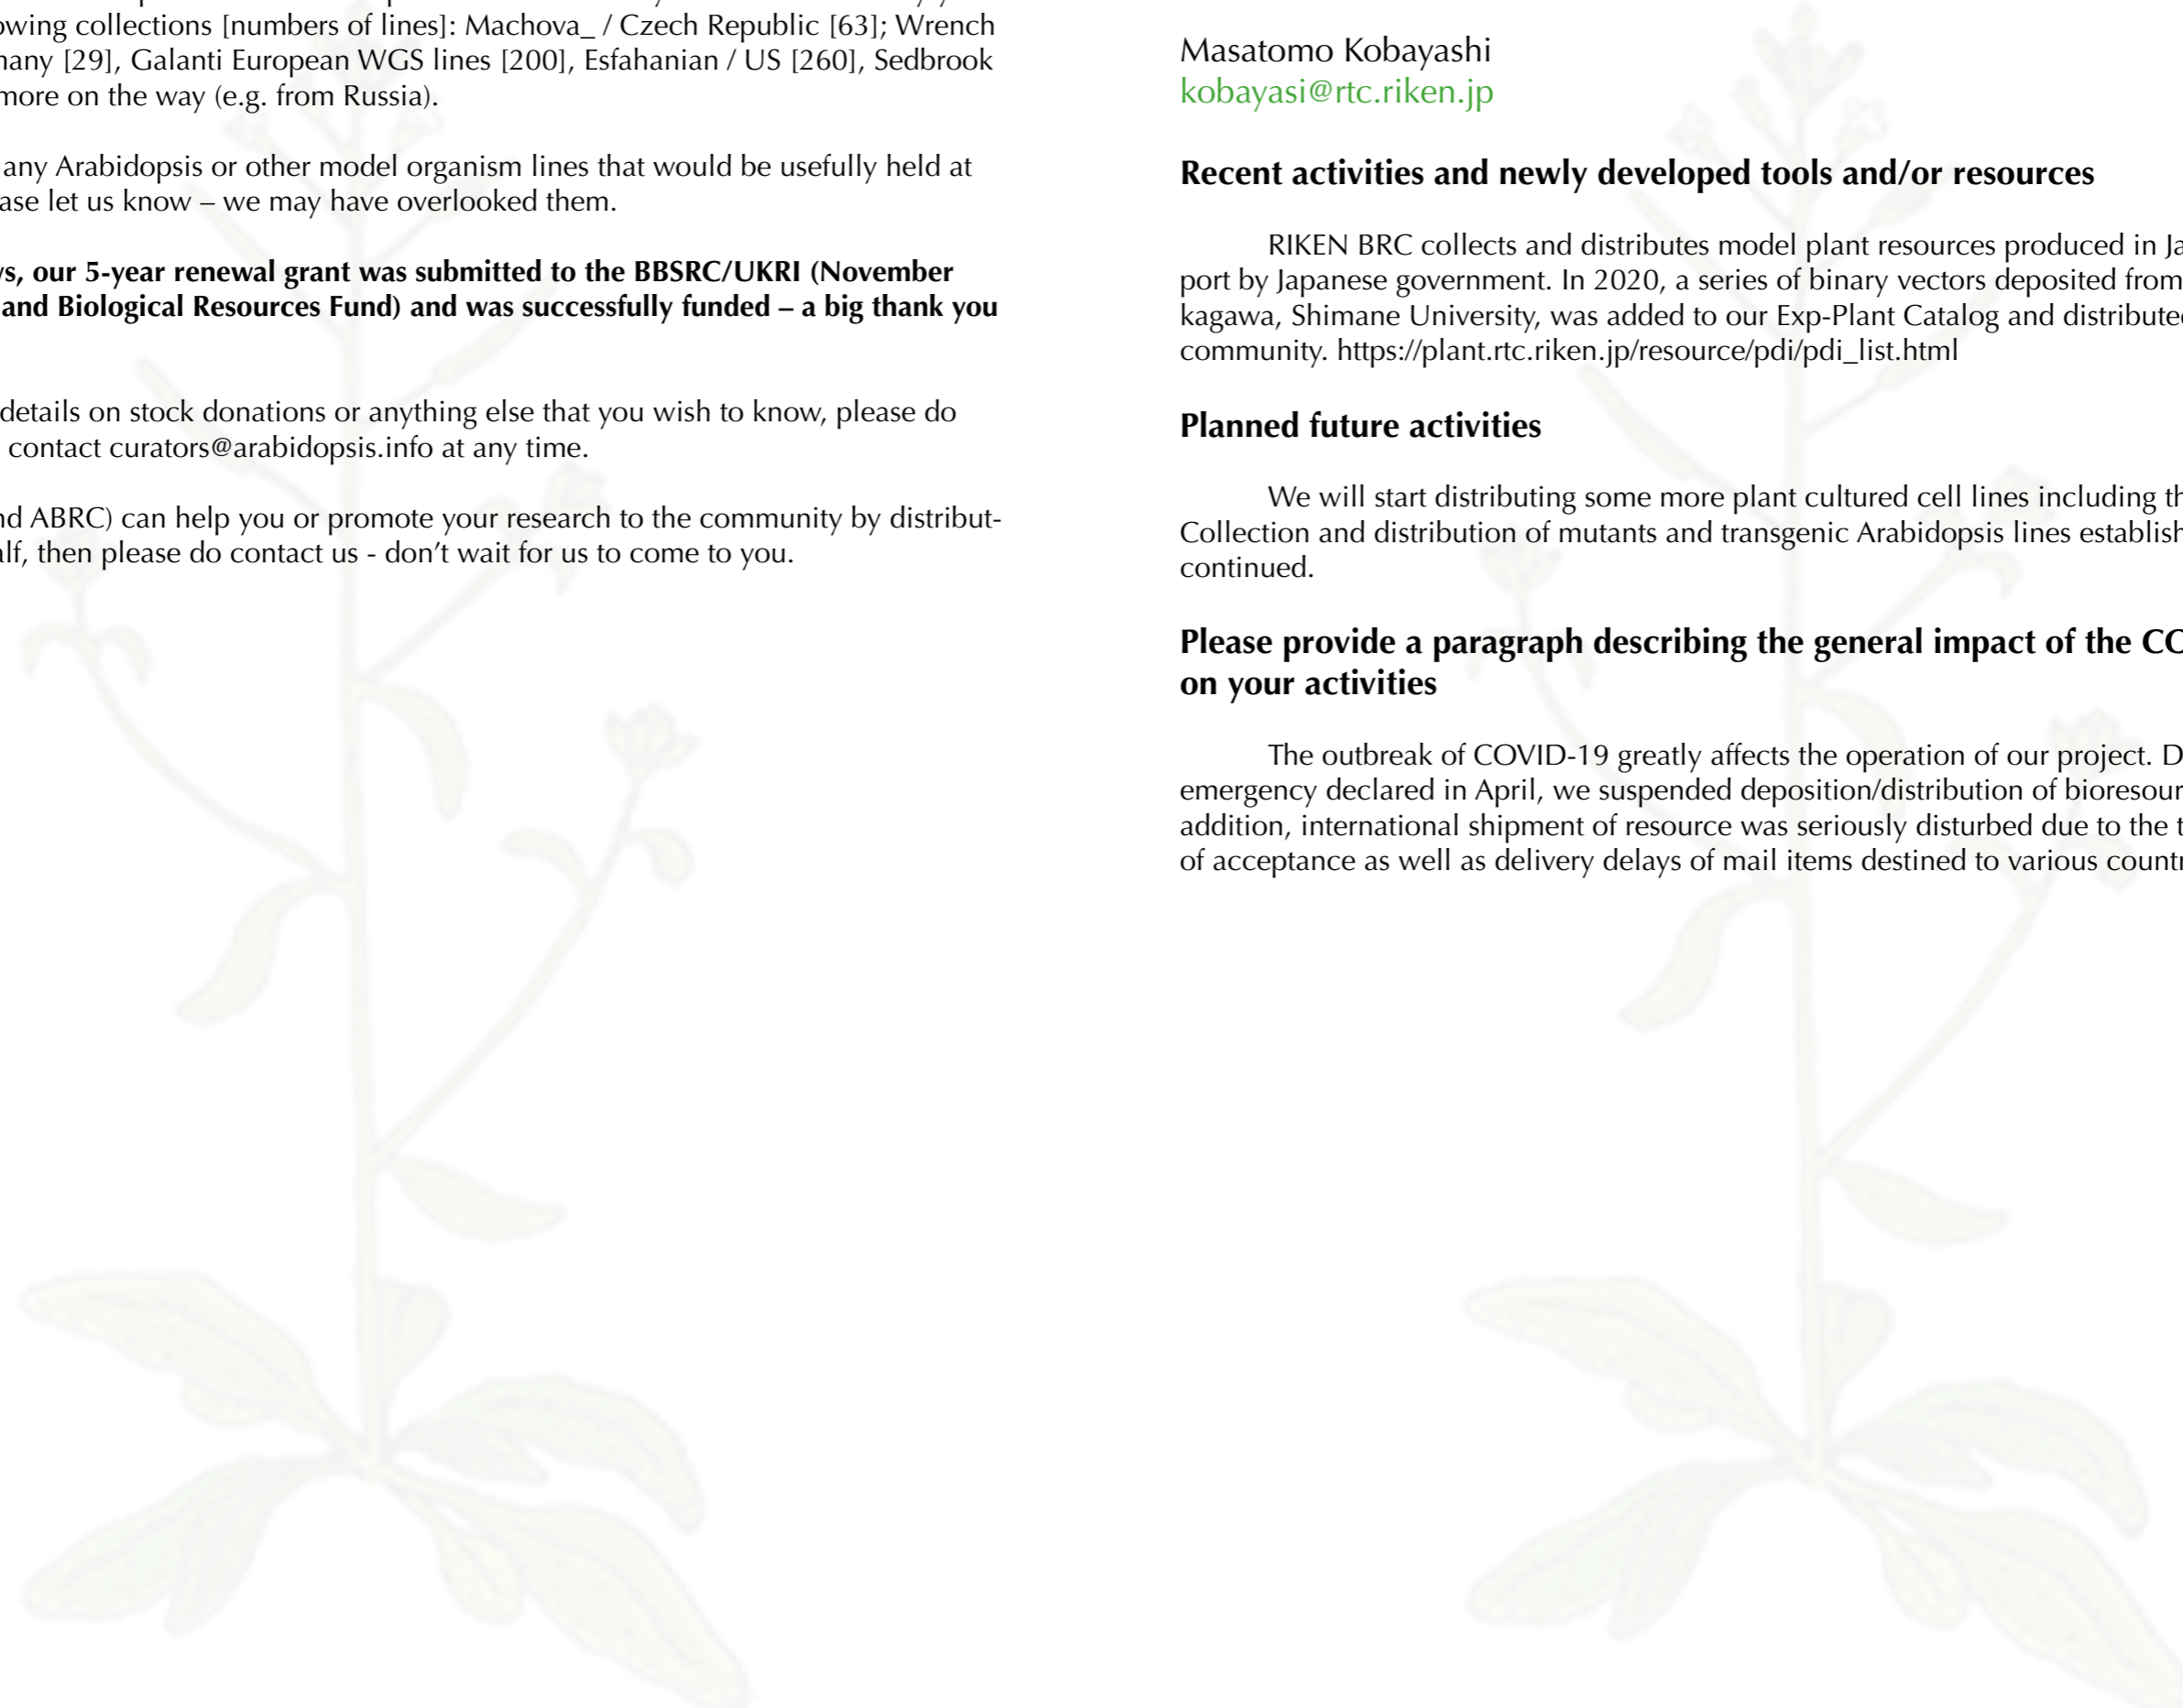 owing collections [numbers of lines]: Machova_ / Czech Republic [63]; Wrench
many [29], Galanti European WGS lines [200], Esfahanian / US [260], Sedbrook
more on the way (e.g. from Russia).
any Arabidopsis or other model organism lines that would be usefully held at
ase let us know – we may have overlooked them.
s, our 5-year renewal grant was submitted to the BBSRC/UKRI (November
and Biological Resources Fund) and was successfully funded – a big thank you
details on stock donations or anything else that you wish to know, please do
contact curators@arabidopsis.info at any time.
nd ABRC) can help you or promote your research to the community by distribut-
alf, then please do contact us - don’t wait for us to come to you.
Masatomo Kobayashi
kobayasi@rtc.riken.jp
Recent activities and newly developed tools and/or resources
RIKEN BRC collects and distributes model plant resources produced in Ja
port by Japanese government. In 2020, a series of binary vectors deposited from
kagawa, Shimane University, was added to our Exp-Plant Catalog and distributed
community. https://plant.rtc.riken.jp/resource/pdi/pdi_list.html
Planned future activities
We will start distributing some more plant cultured cell lines including th
Collection and distribution of mutants and transgenic Arabidopsis lines establish
continued.
Please provide a paragraph describing the general impact of the CO
on your activities
The outbreak of COVID-19 greatly affects the operation of our project. D
emergency declared in April, we suspended deposition/distribution of bioresour
addition, international shipment of resource was seriously disturbed due to the t
of acceptance as well as delivery delays of mail items destined to various countr